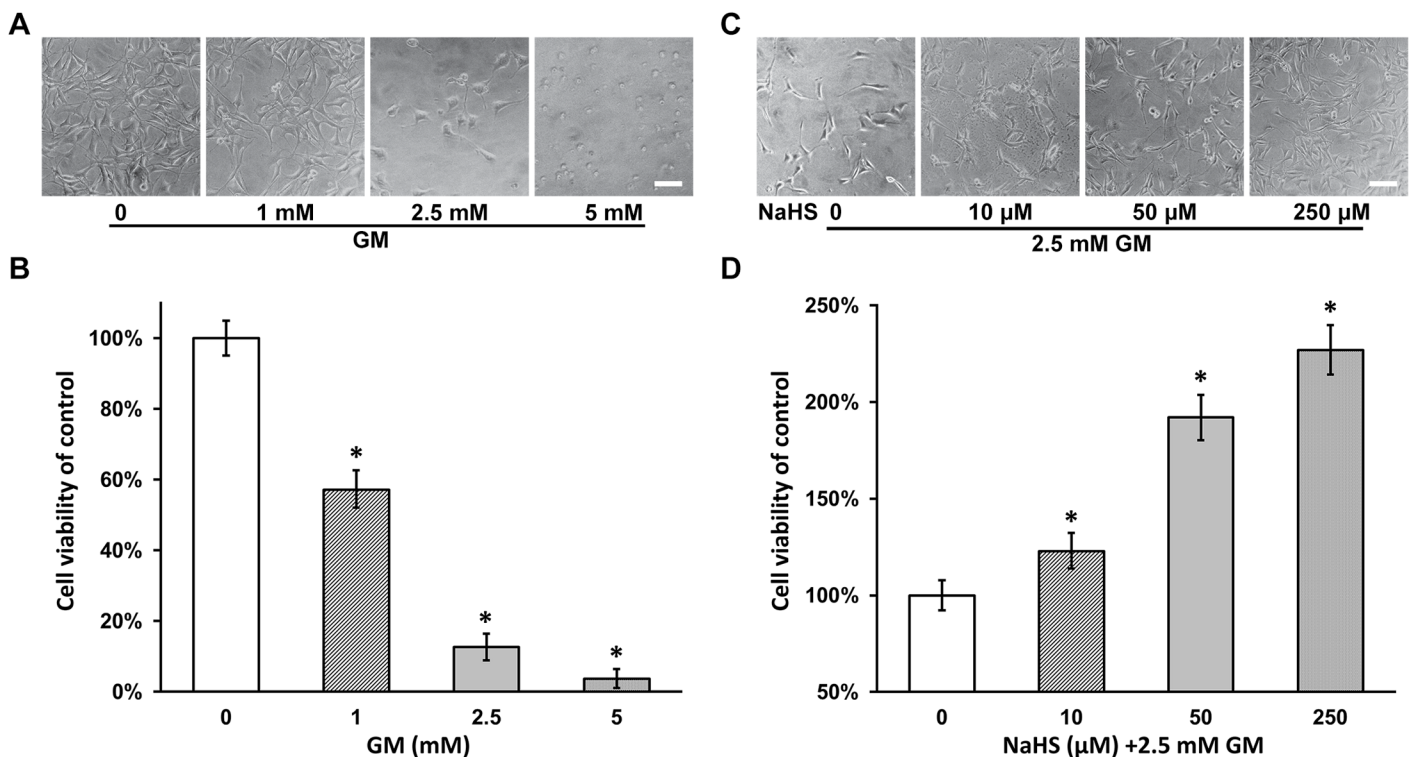 A
0 1 mM 2.5 mM 5 mM
GM
B
Cell viability of control
100%
80%
60%
40%
20%
0%
*
*
*
0 1 2.5 5
GM (mM)
C
NaHS 0 10 μM 50 μM 250 μM
2.5 mM GM
D
Cell viability of control
250%
200%
150%
100%
50%
*
*
*
0 10 50 250
NaHS (μM) +2.5 mM GM